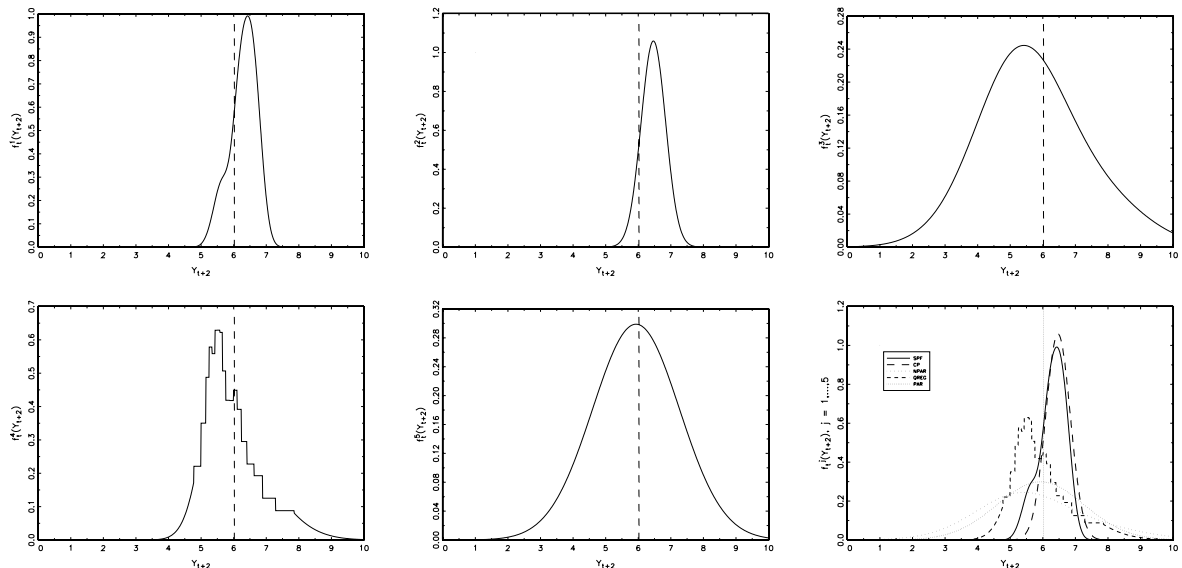 f_t^1(Y_{t+2})
0.0 0.1 0.2 0.3 0.4 0.5 0.6 0.7 0.8 0.9 1.0
0 1 2 3 4 5 6 7 8 9 10
Y_{t+2}
f_t^2(Y_{t+2})
0.0 0.2 0.4 0.6 0.8 1.0 1.2
0 1 2 3 4 5 6 7 8 9 10
Y_{t+2}
f_t^3(Y_{t+2})
0.00 0.04 0.08 0.12 0.16 0.20 0.24 0.28
0 1 2 3 4 5 6 7 8 9 10
Y_{t+2}
f_t^4(Y_{t+2})
0.0 0.1 0.2 0.3 0.4 0.5 0.6 0.7
0 1 2 3 4 5 6 7 8 9 10
Y_{t+2}
f_t^5(Y_{t+2})
0.00 0.04 0.08 0.12 0.16 0.20 0.24 0.28 0.32
0 1 2 3 4 5 6 7 8 9 10
Y_{t+2}
f_t^j(Y_{t+2}), j = 1,...,5
0.0 0.2 0.4 0.6 0.8 1.0 1.2
SPF
CP
NPAR
QREG
PAR
0 1 2 3 4 5 6 7 8 9 10
Y_{t+2}